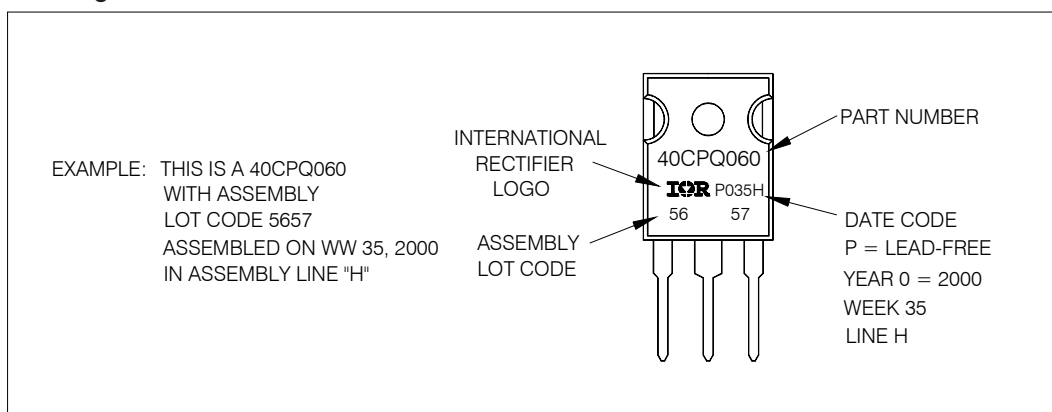 EXAMPLE: THIS IS A 40CPQ060
WITH ASSEMBLY
LOT CODE 5657
ASSEMBLED ON WW 35, 2000
IN ASSEMBLY LINE "H"
INTERNATIONAL
RECTIFIER
LOGO
ASSEMBLY
LOT CODE
40CPQ060
IOR P035H
56 57
PART NUMBER
DATE CODE
P = LEAD-FREE
YEAR 0 = 2000
WEEK 35
LINE H